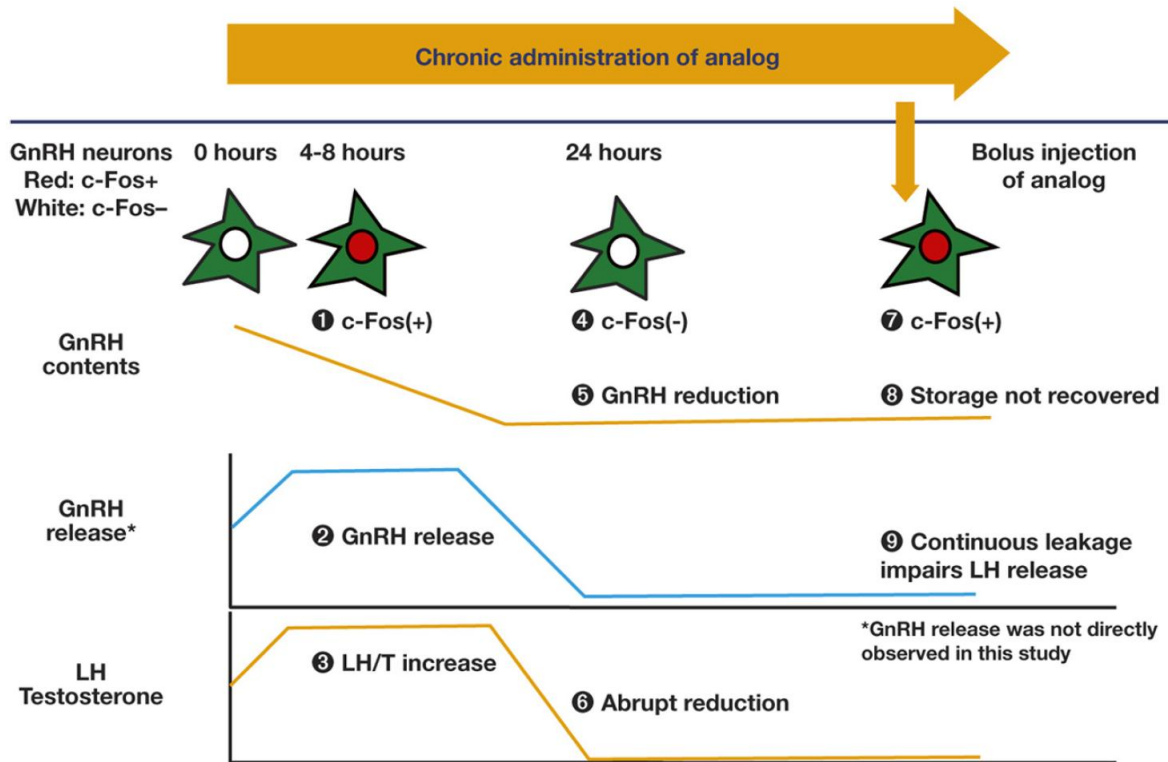 Chronic administration of analog
GnRH neurons
Red: c-Fos+
White: c-Fos–
0 hours
4-8 hours
24 hours
Bolus injection
of analog
❶ c-Fos(+)
❹ c-Fos(-)
❼ c-Fos(+)
GnRH
contents
❺ GnRH reduction
❽ Storage not recovered
GnRH
release*
❷ GnRH release
❾ Continuous leakage
impairs LH release
*GnRH release was not directly
observed in this study
LH
Testosterone
❸ LH/T increase
❻ Abrupt reduction